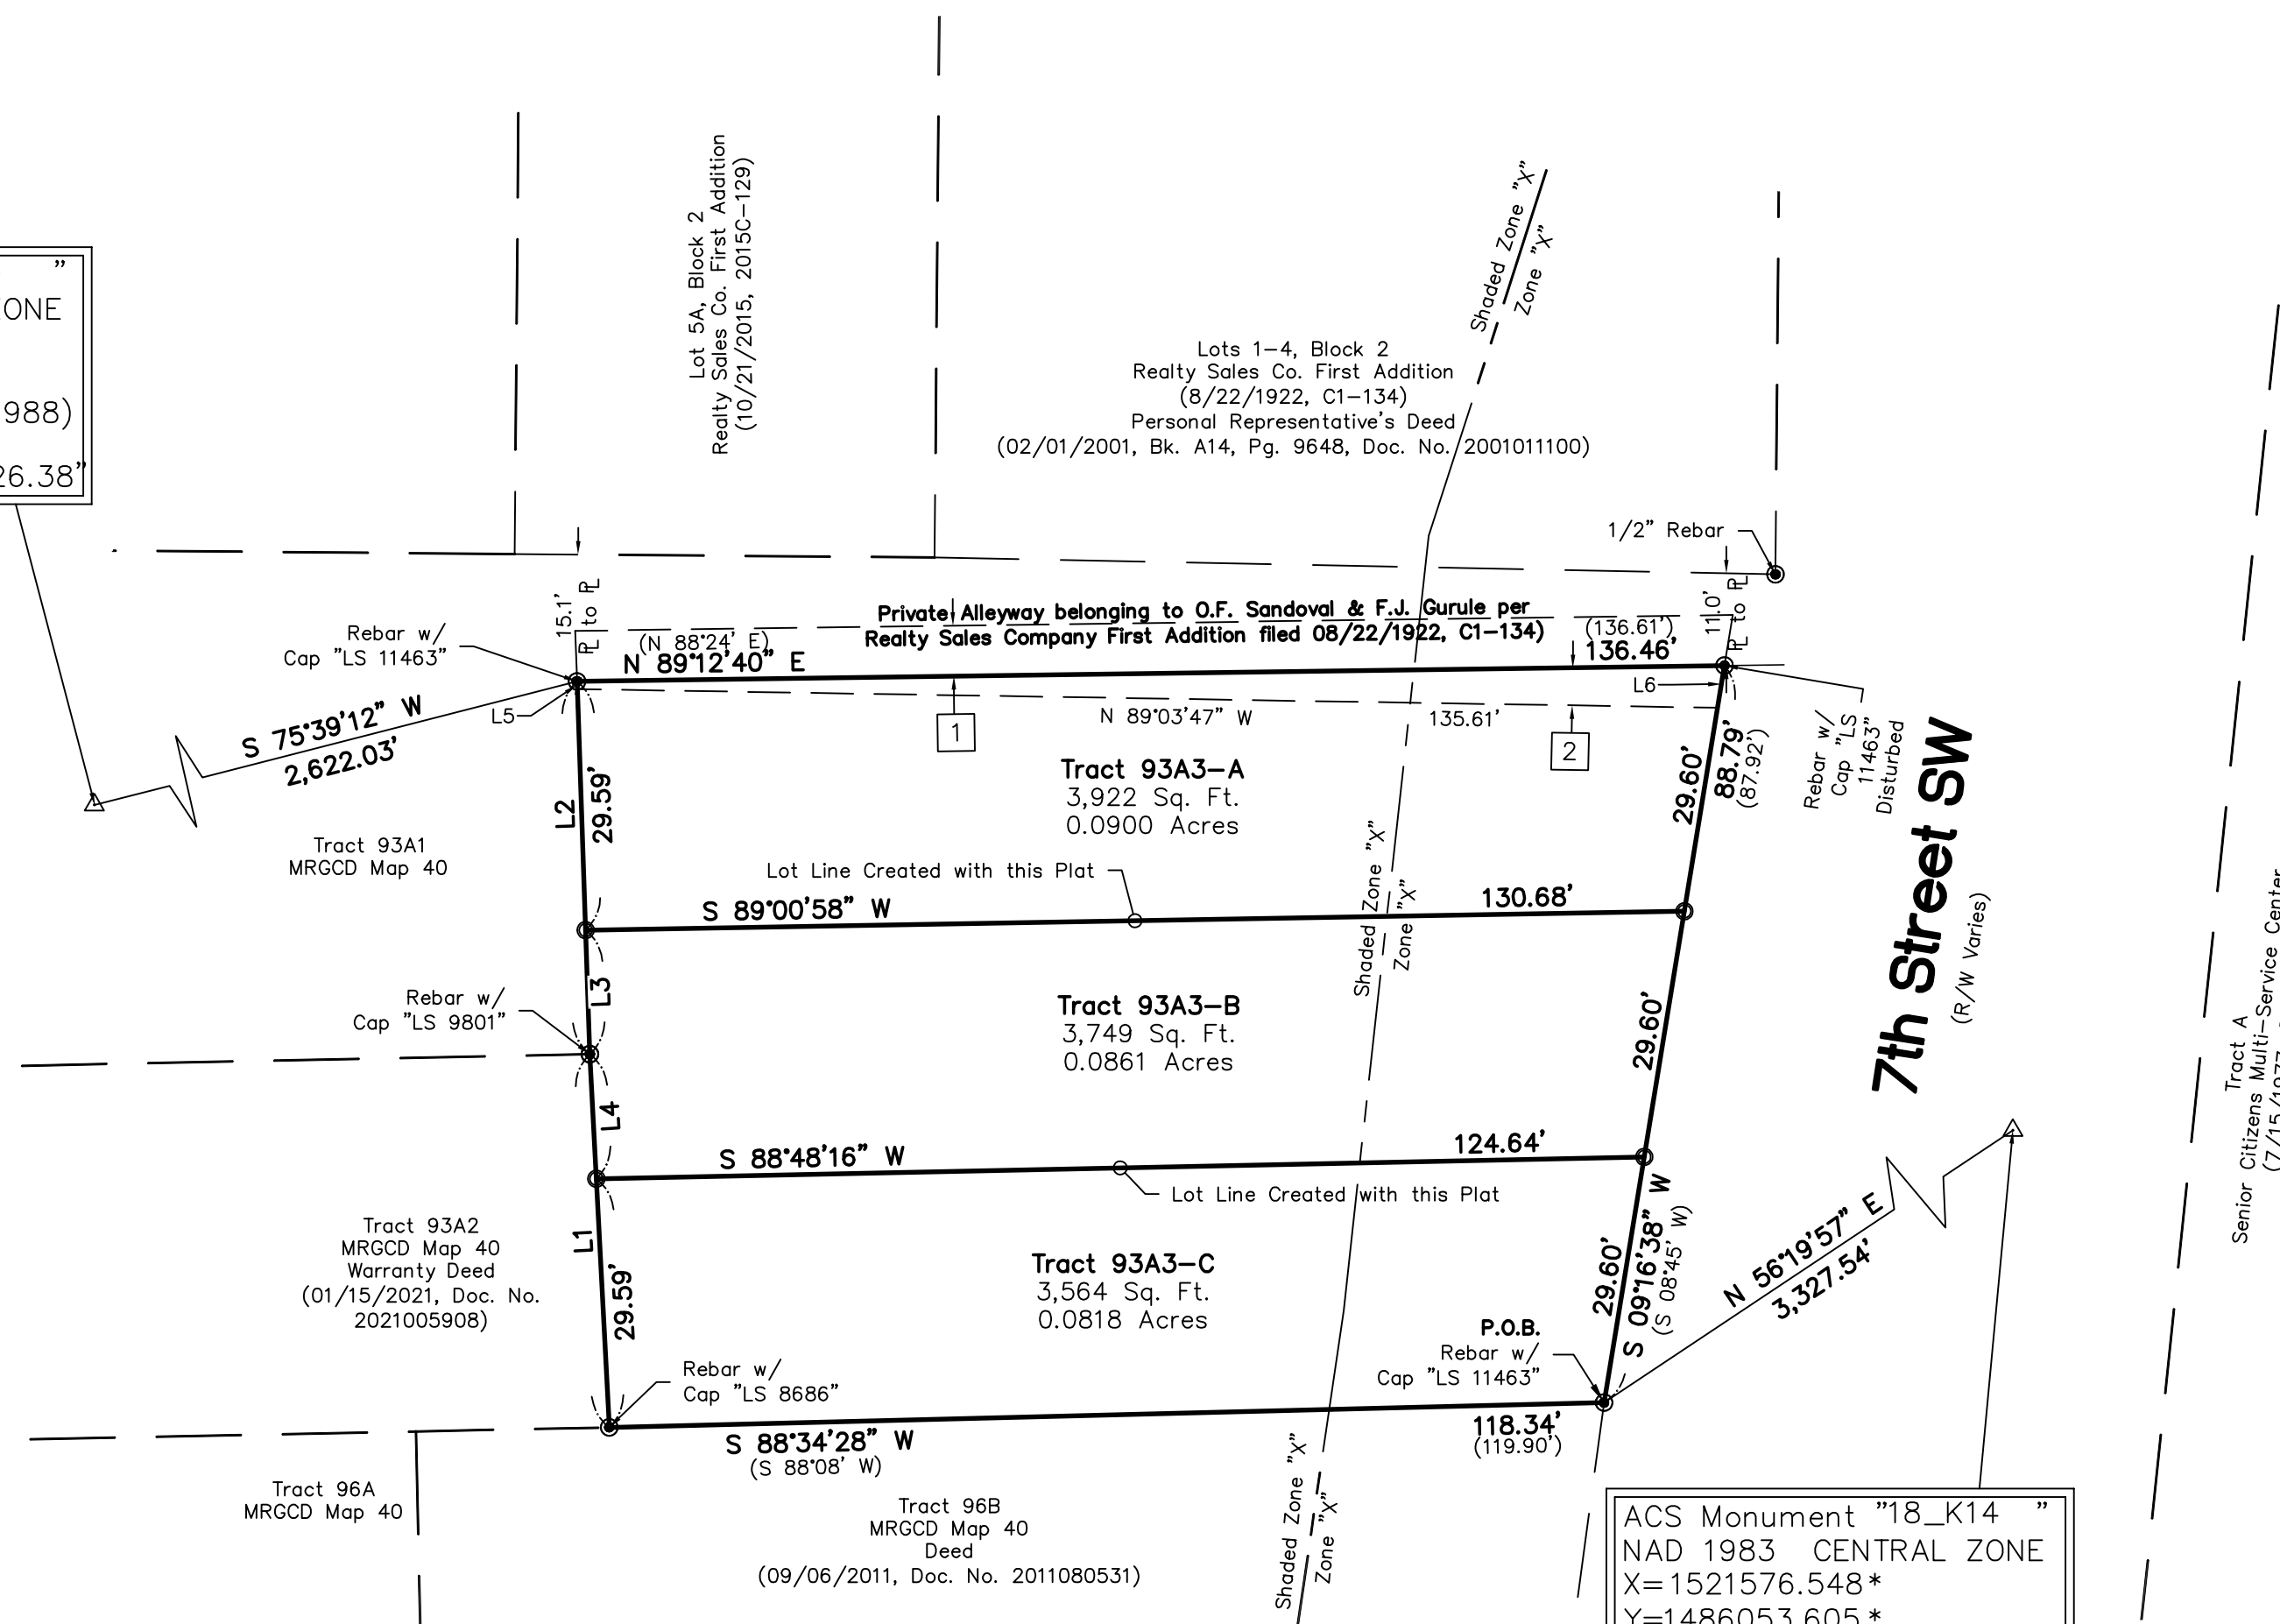 Lot 5A, Block 2
Realty Sales Co. First Addition
(10/21/2015, 2015C-129)
Shaded Zone "X"
Zone "X"
"
ZONE
988)
26.38"
Lots 1-4, Block 2
Realty Sales Co. First Addition
(8/22/1922, C1-134)
Personal Representative's Deed
(02/01/2001, Bk. A14, Pg. 9648, Doc. No. 2001011100)
1/2" Rebar
15.1'
PL to PL
11.0'
PL to PL
Private Alleyway belonging to O.F. Sandoval & F.J. Gurule per
Realty Sales Company First Addition filed 08/22/1922, C1-134)
(N 88°24' E)
(136.61')
N 89°12'40" E
136.46'
Rebar w/
Cap "LS 11463"
L5
L6
S 75°39'12" W
2,622.03'
N 89°03'47" W
135.61'
1
2
Rebar w/
Cap "LS
11463"
Disturbed
L2
29.59'
Tract 93A3-A
3,922 Sq. Ft.
0.0900 Acres
29.60'
88.79'
(87.92')
7th Street SW
(R/W Varies)
Tract 93A1
MRGCD Map 40
Lot Line Created with this Plat
S 89°00'58" W
130.68'
Shaded Zone "X"
Zone "X"
Rebar w/
Cap "LS 9801"
L3
L4
Tract 93A3-B
3,749 Sq. Ft.
0.0861 Acres
29.60'
Tract A
Senior Citizens Multi-Service Center
S 88°48'16" W
124.64'
Lot Line Created with this Plat
Tract 93A2
MRGCD Map 40
Warranty Deed
(01/15/2021, Doc. No.
2021005908)
L1
29.59'
Tract 93A3-C
3,564 Sq. Ft.
0.0818 Acres
29.60'
S 09°16'38" W
(S 08°45' W)
N 56°19'57" E
3,327.54'
P.O.B.
Rebar w/
Cap "LS 11463"
Rebar w/
Cap "LS 8686"
S 88°34'28" W
(S 88°08' W)
118.34'
(119.90')
Tract 96A
MRGCD Map 40
Tract 96B
MRGCD Map 40
Deed
(09/06/2011, Doc. No. 2011080531)
Shaded Zone "X"
Zone "X"
ACS Monument "18_K14 "
NAD 1983 CENTRAL ZONE
X=1521576.548*
Y=1486053.605*